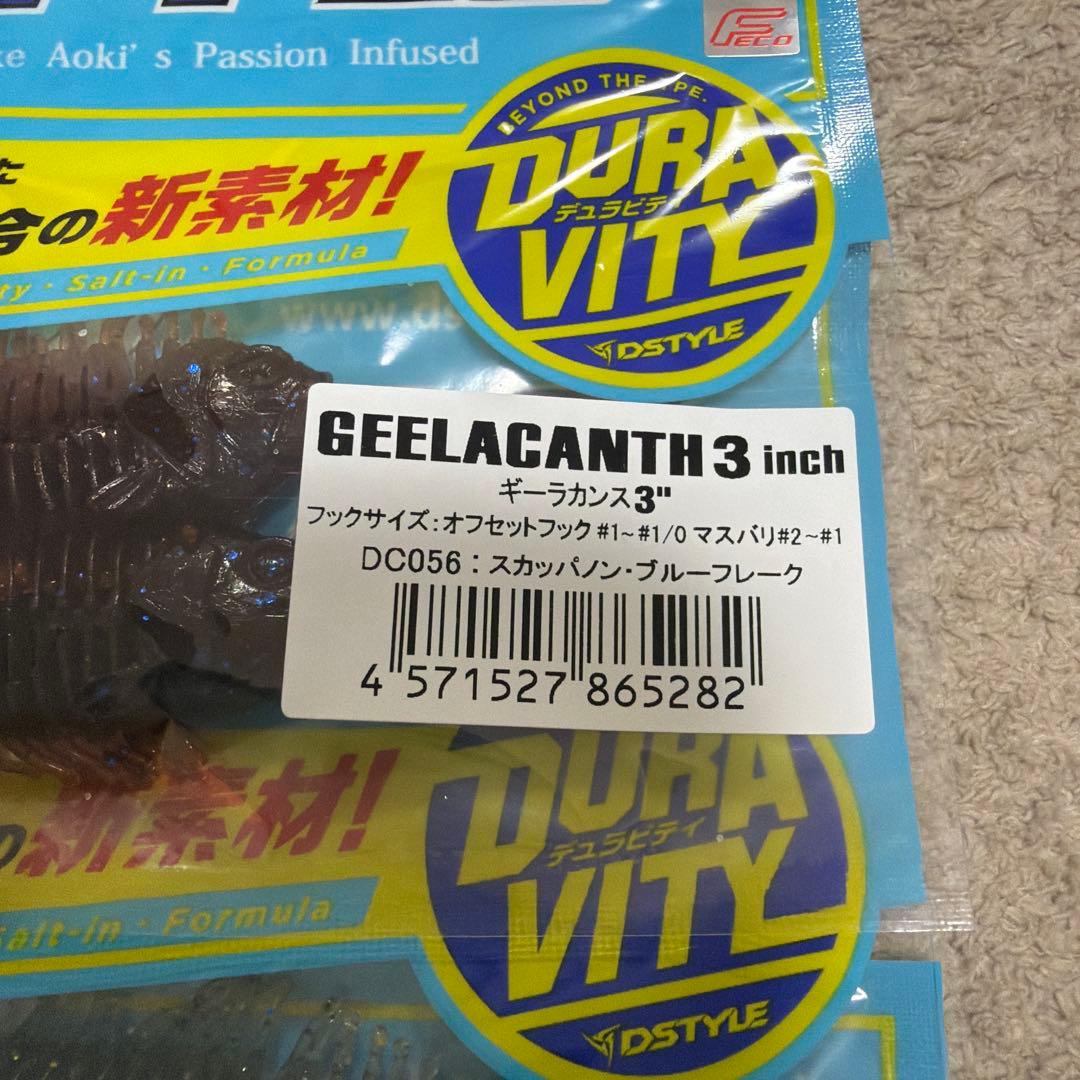 Aoki's Passion Infused
FECO
BEYOND THE
DURA
デュラビティ
VITY
DSTYLE
の新素材!
Salt-in・Formula
www.ds
GEELACANTH 3 inch
ギーラカンス3"
フックサイズ:オフセットフック #1~#1/0 マスバリ#2~#1
DC056:スカッパノン・ブルーフレーク
4 571527 865282
の新素材!
Salt-in・Formula
DURA
デュラビティ
VITY
DSTYLE